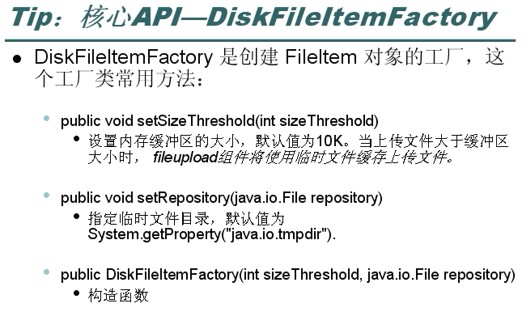 Tip：核心API—DiskFileItemFactory
DiskFileItemFactory 是创建 FileItem 对象的工厂，这
个工厂类常用方法：
public void setSizeThreshold(int sizeThreshold)
设置内存缓冲区的大小，默认值为10K。当上传文件大于缓冲区
大小时， fileupload组件将使用临时文件缓存上传文件。
public void setRepository(java.io.File repository)
指定临时文件目录，默认值为
System.getProperty("java.io.tmpdir").
public DiskFileItemFactory(int sizeThreshold, java.io.File repository)
构造函数